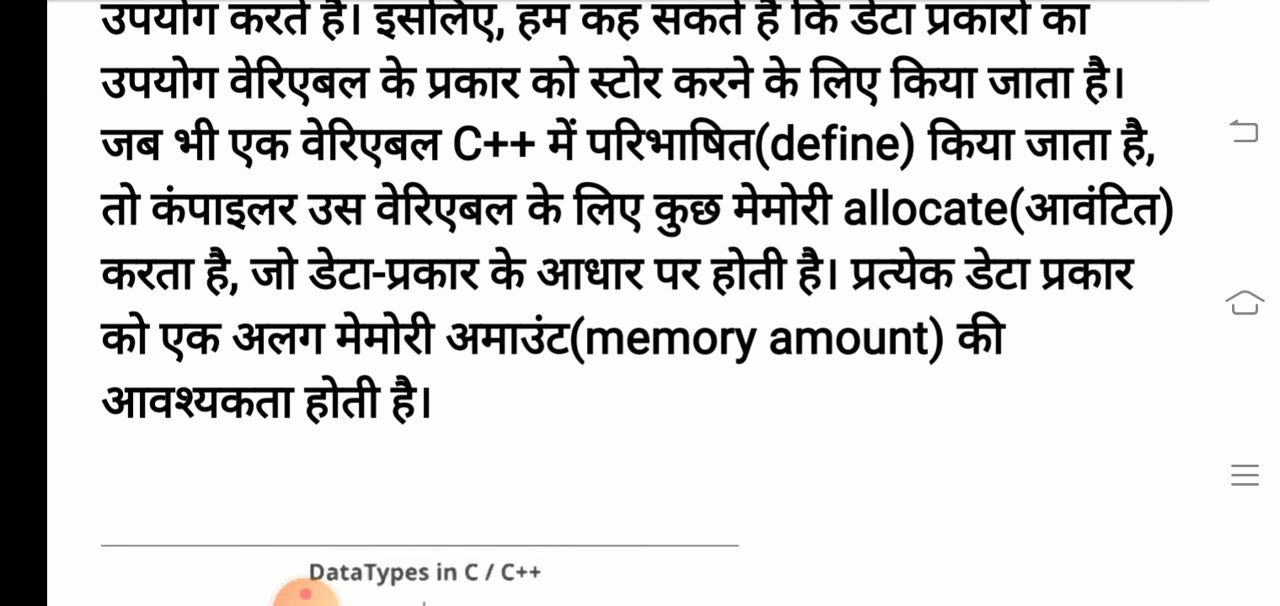 उपयोग करते हैं। इसलिए, हम कह सकते हैं कि डेटा प्रकारों का
उपयोग वेरिएबल के प्रकार को स्टोर करने के लिए किया जाता है।
जब भी एक वेरिएबल C++ में परिभाषित(define) किया जाता है,
तो कंपाइलर उस वेरिएबल के लिए कुछ मेमोरी allocate(आवंटित)
करता है, जो डेटा-प्रकार के आधार पर होती है। प्रत्येक डेटा प्रकार
को एक अलग मेमोरी अमाउंट(memory amount) की
आवश्यकता होती है।
DataTypes in C / C++